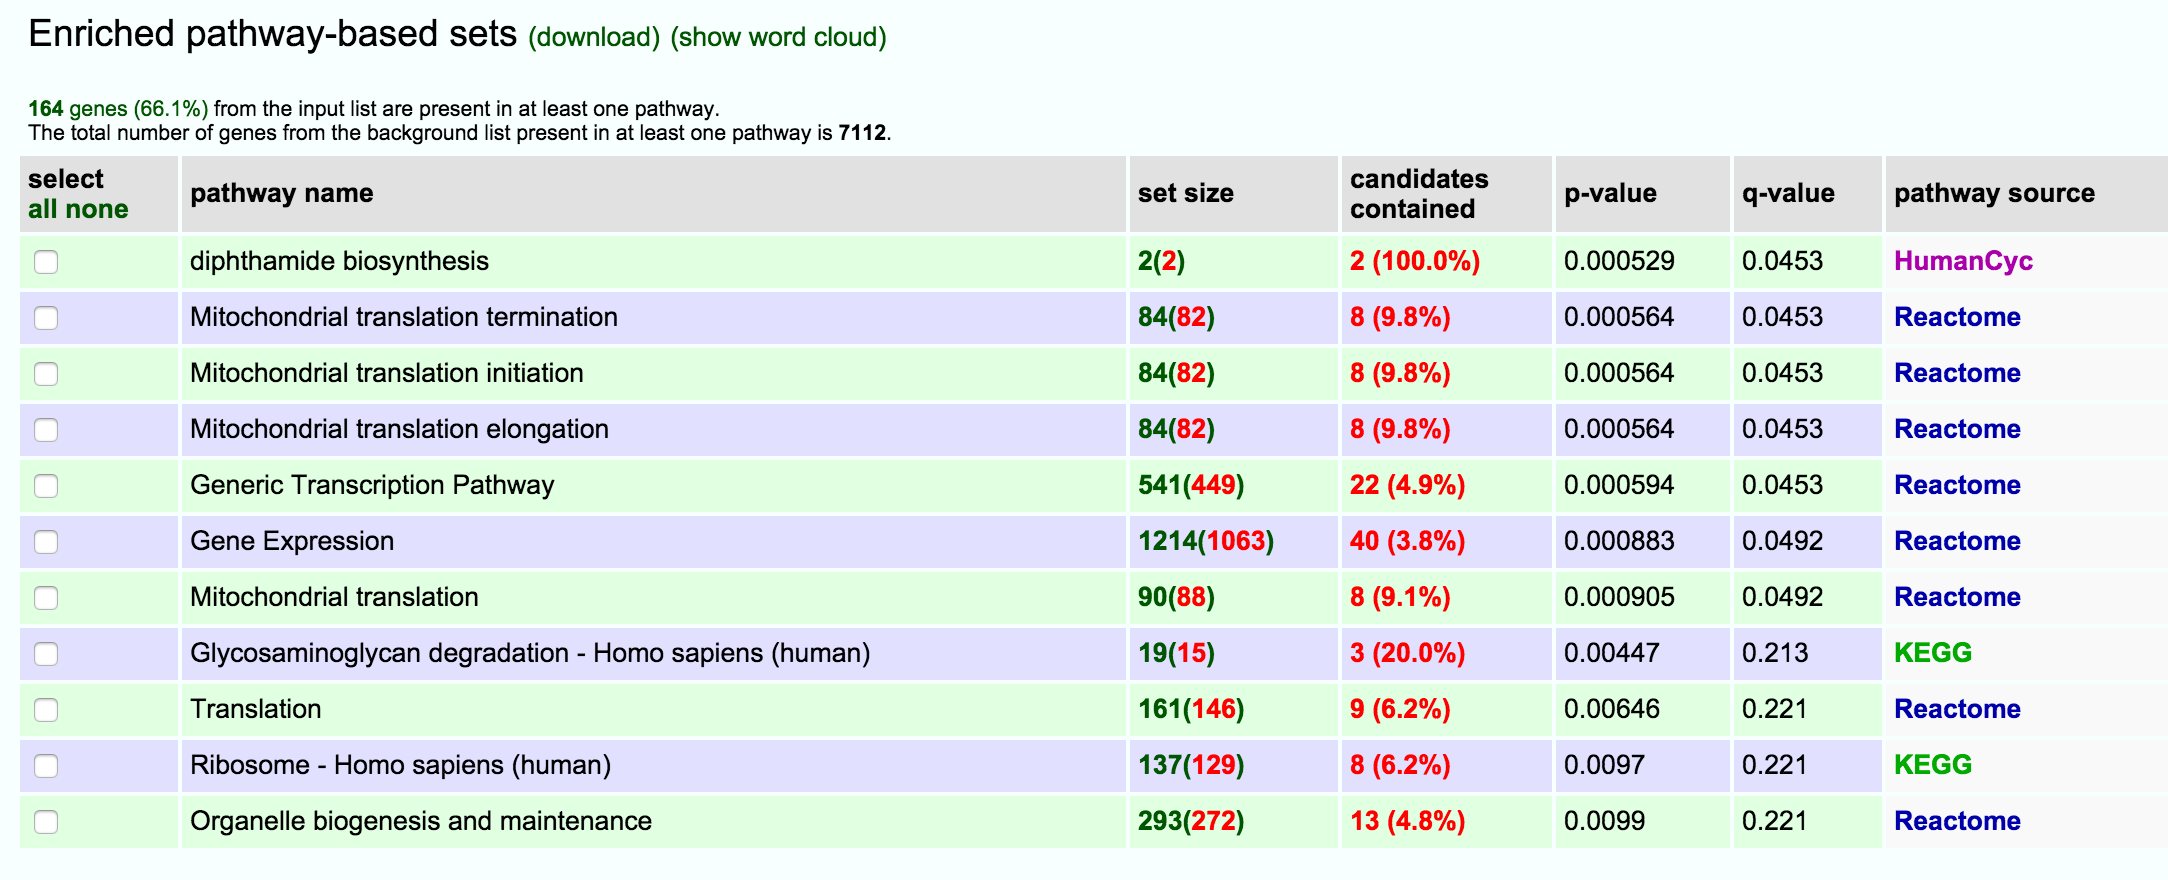 Enriched pathway-based sets (download) (show word cloud)
164 genes (66.1%) from the input list are present in at least one pathway.
The total number of genes from the background list present in at least one pathway is 7112.
select all none pathway name set size candidates contained p-value q-value pathway source
diphthamide biosynthesis 2(2) 2 (100.0%) 0.000529 0.0453 HumanCyc
Mitochondrial translation termination 84(82) 8 (9.8%) 0.000564 0.0453 Reactome
Mitochondrial translation initiation 84(82) 8 (9.8%) 0.000564 0.0453 Reactome
Mitochondrial translation elongation 84(82) 8 (9.8%) 0.000564 0.0453 Reactome
Generic Transcription Pathway 541(449) 22 (4.9%) 0.000594 0.0453 Reactome
Gene Expression 1214(1063) 40 (3.8%) 0.000883 0.0492 Reactome
Mitochondrial translation 90(88) 8 (9.1%) 0.000905 0.0492 Reactome
Glycosaminoglycan degradation - Homo sapiens (human) 19(15) 3 (20.0%) 0.00447 0.213 KEGG
Translation 161(146) 9 (6.2%) 0.00646 0.221 Reactome
Ribosome - Homo sapiens (human) 137(129) 8 (6.2%) 0.0097 0.221 KEGG
Organelle biogenesis and maintenance 293(272) 13 (4.8%) 0.0099 0.221 Reactome